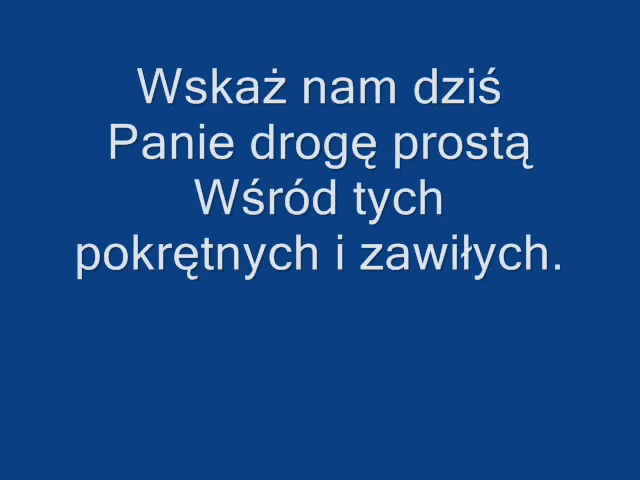 Wskaż nam dziś
Panie drogę prostą
Wśród tych
pokrętnych i zawiłych.